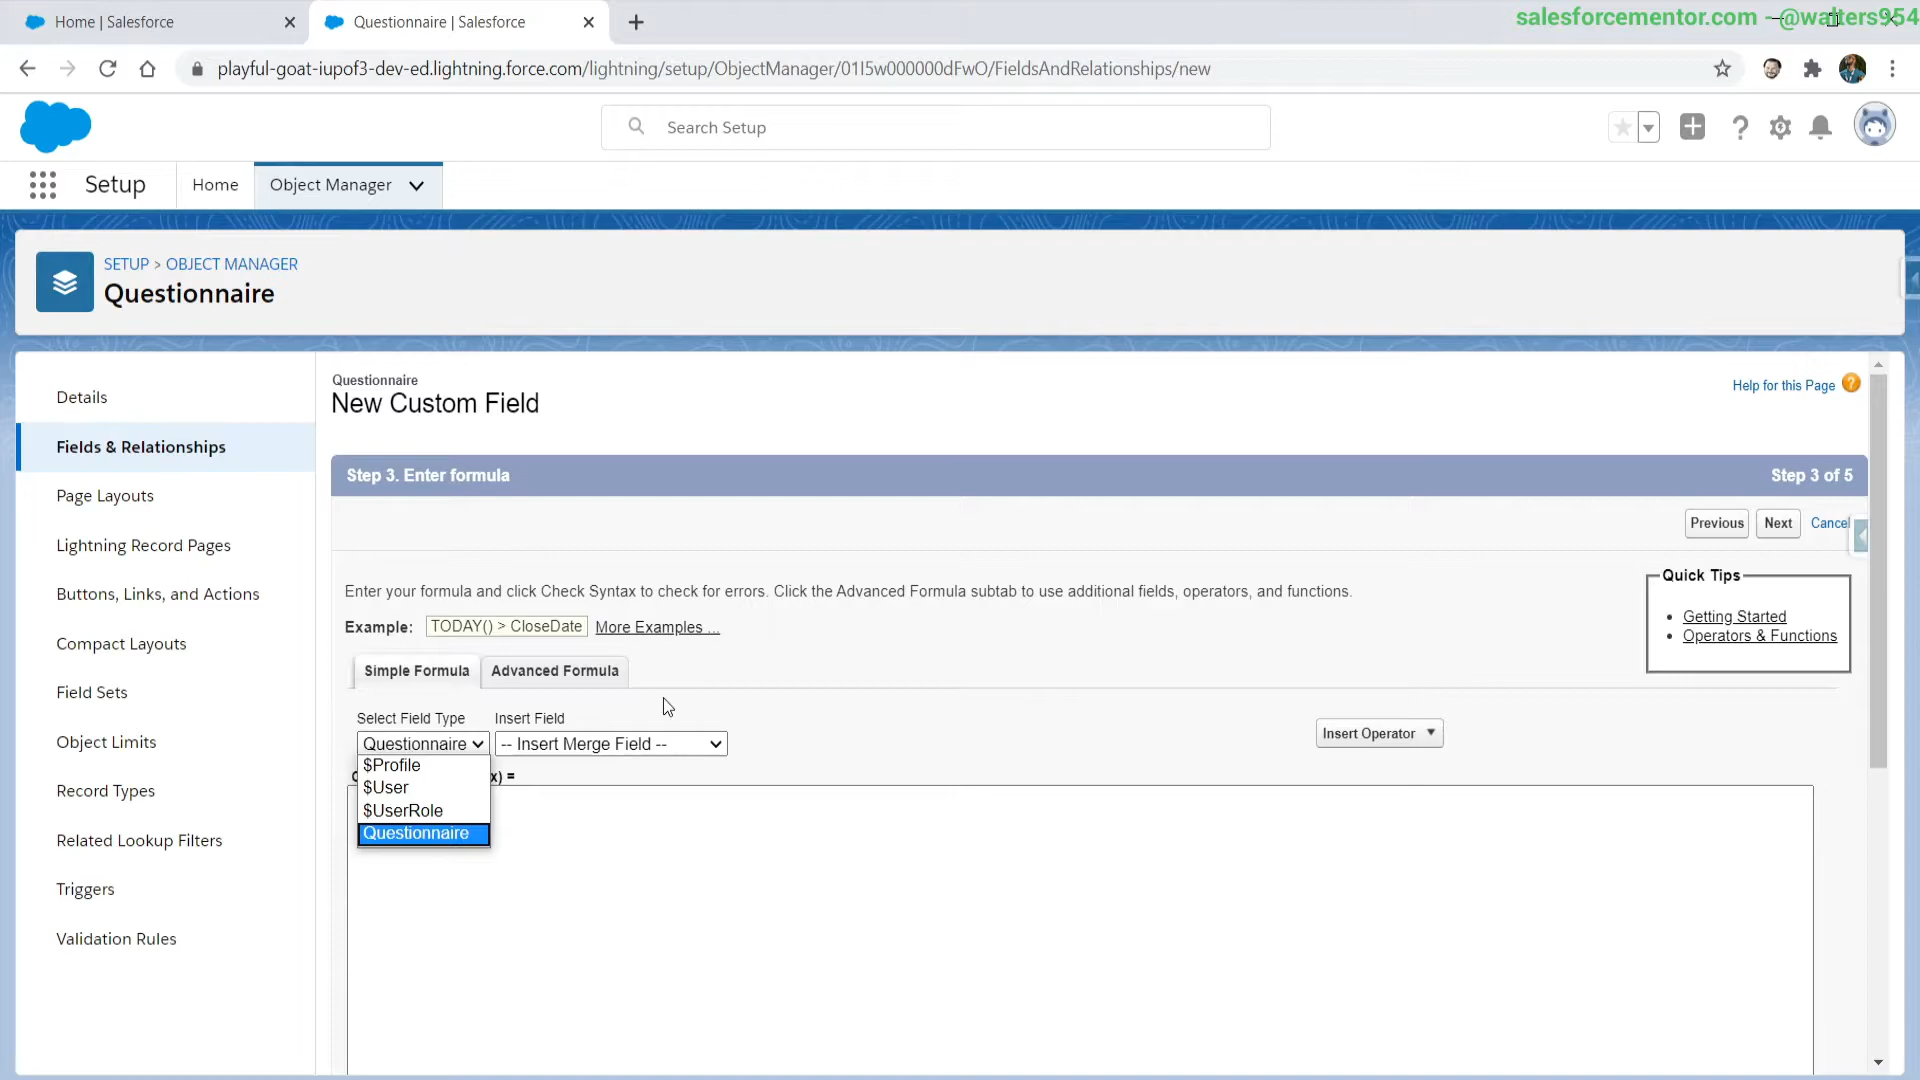 Home | Salesforce
Questionnaire | Salesforce
salesforcementor.com - @walters954
playful-goat-iupof3-dev-ed.lightning.force.com/lightning/setup/ObjectManager/01I5w000000dFwO/FieldsAndRelationships/new
Search Setup
Setup
Home
Object Manager
SETUP > OBJECT MANAGER
Questionnaire
Details
Fields & Relationships
Page Layouts
Lightning Record Pages
Buttons, Links, and Actions
Compact Layouts
Field Sets
Object Limits
Record Types
Related Lookup Filters
Triggers
Validation Rules
Questionnaire
New Custom Field
Help for this Page
Step 3. Enter formula
Step 3 of 5
Previous
Next
Cancel
Enter your formula and click Check Syntax to check for errors. Click the Advanced Formula subtab to use additional fields, operators, and functions.
Example: TODAY() > CloseDate More Examples ...
Quick Tips
• Getting Started
• Operators & Functions
Simple Formula
Advanced Formula
Select Field Type
Insert Field
Questionnaire
-- Insert Merge Field --
Insert Operator
$Profile
$User
$UserRole
Questionnaire
x) =